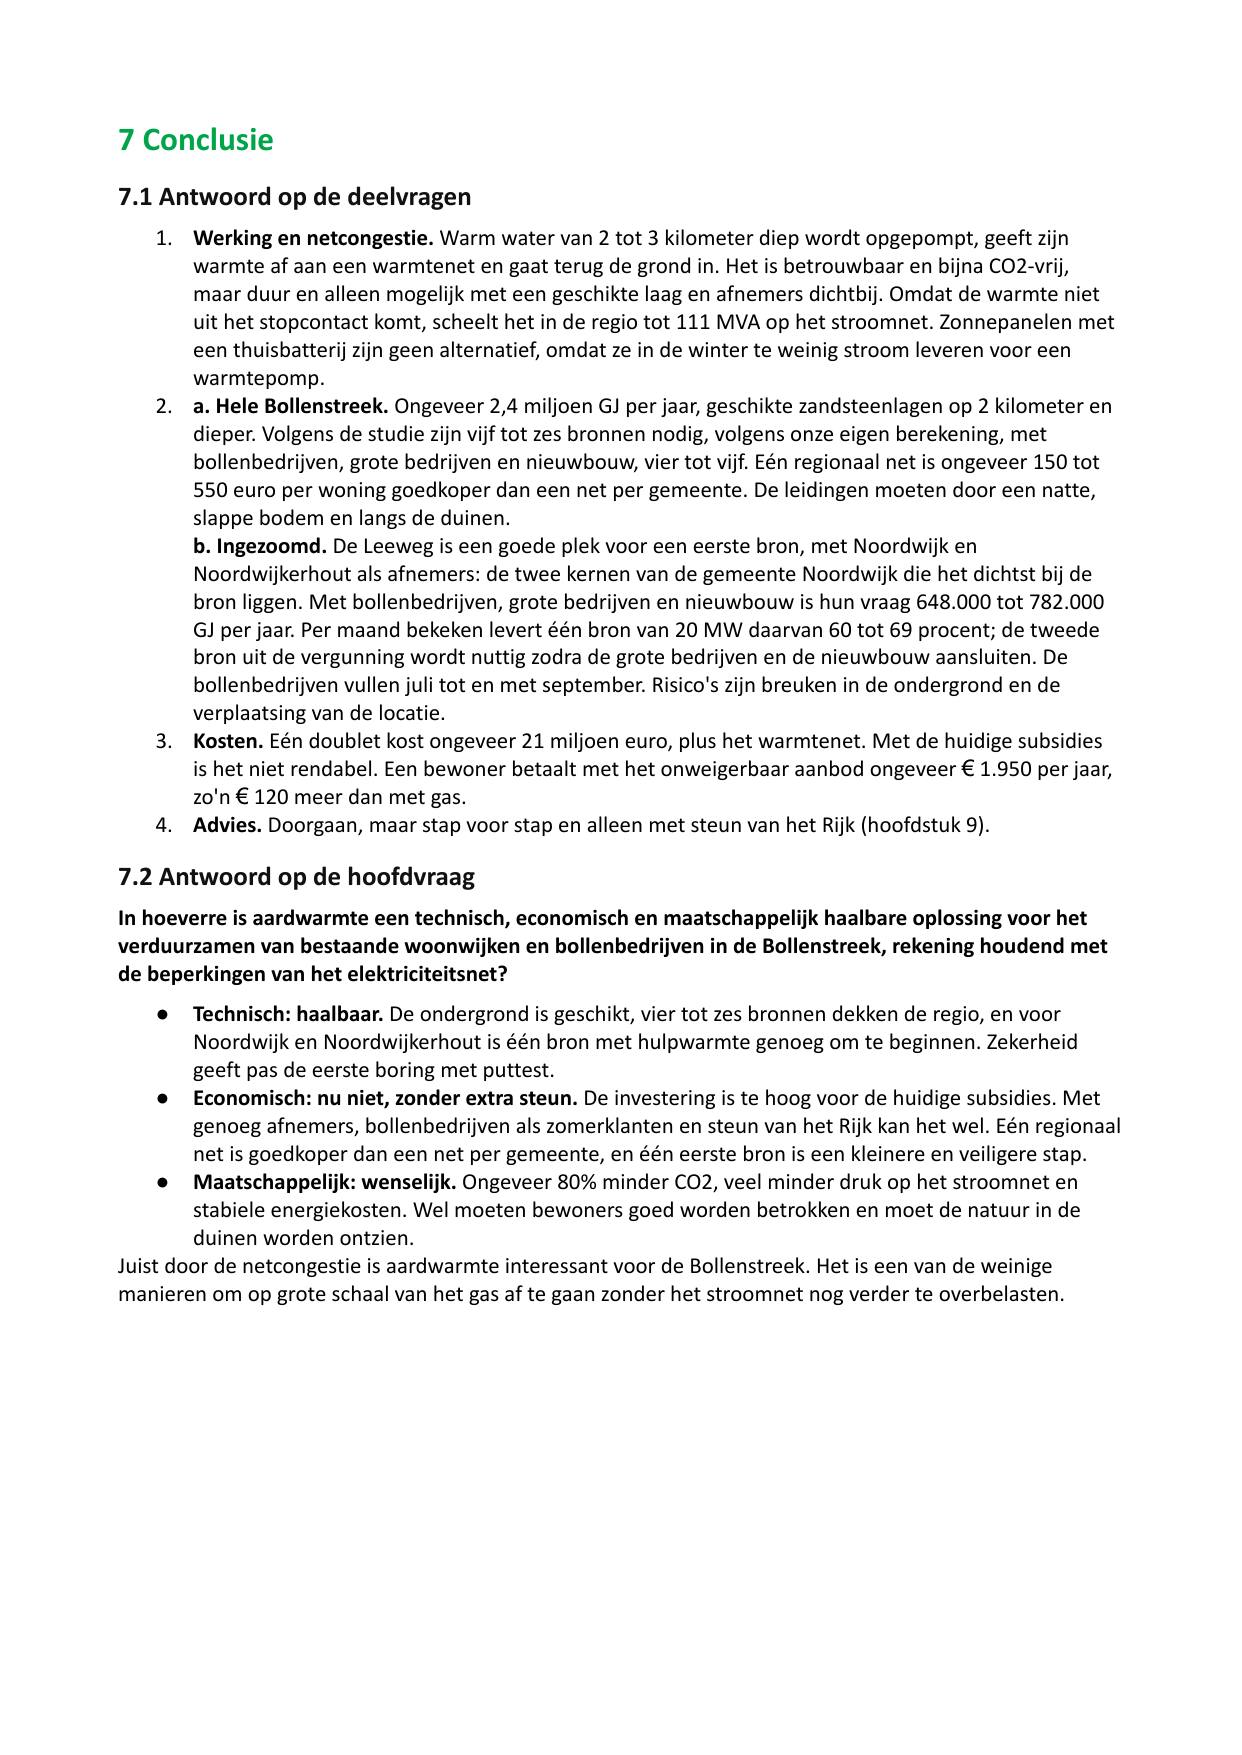 7 Conclusie
7.1 Antwoord op de deelvragen
1. Werking en netcongestie. Warm water van 2 tot 3 kilometer diep wordt opgepompt, geeft zijn
warmte af aan een warmtenet en gaat terug de grond in. Het is betrouwbaar en bijna CO2-vrij,
maar duur en alleen mogelijk met een geschikte laag en afnemers dichtbij. Omdat de warmte niet
uit het stopcontact komt, scheelt het in de regio tot 111 MVA op het stroomnet. Zonnepanelen met
een thuisbatterij zijn geen alternatief, omdat ze in de winter te weinig stroom leveren voor een
warmtepomp.
2. a. Hele Bollenstreek. Ongeveer 2,4 miljoen GJ per jaar, geschikte zandsteenlagen op 2 kilometer en
dieper. Volgens de studie zijn vijf tot zes bronnen nodig, volgens onze eigen berekening, met
bollenbedrijven, grote bedrijven en nieuwbouw, vier tot vijf. Eén regionaal net is ongeveer 150 tot
550 euro per woning goedkoper dan een net per gemeente. De leidingen moeten door een natte,
slappe bodem en langs de duinen.
b. Ingezoomd. De Leeweg is een goede plek voor een eerste bron, met Noordwijk en
Noordwijkerhout als afnemers: de twee kernen van de gemeente Noordwijk die het dichtst bij de
bron liggen. Met bollenbedrijven, grote bedrijven en nieuwbouw is hun vraag 648.000 tot 782.000
GJ per jaar. Per maand bekeken levert één bron van 20 MW daarvan 60 tot 69 procent; de tweede
bron uit de vergunning wordt nuttig zodra de grote bedrijven en de nieuwbouw aansluiten. De
bollenbedrijven vullen juli tot en met september. Risico's zijn breuken in de ondergrond en de
verplaatsing van de locatie.
3. Kosten. Eén doublet kost ongeveer 21 miljoen euro, plus het warmtenet. Met de huidige subsidies
is het niet rendabel. Een bewoner betaalt met het onweigerbaar aanbod ongeveer € 1.950 per jaar,
zo'n € 120 meer dan met gas.
4. Advies. Doorgaan, maar stap voor stap en alleen met steun van het Rijk (hoofdstuk 9).
7.2 Antwoord op de hoofdvraag
In hoeverre is aardwarmte een technisch, economisch en maatschappelijk haalbare oplossing voor het
verduurzamen van bestaande woonwijken en bollenbedrijven in de Bollenstreek, rekening houdend met
de beperkingen van het elektriciteitsnet?
● Technisch: haalbaar. De ondergrond is geschikt, vier tot zes bronnen dekken de regio, en voor
Noordwijk en Noordwijkerhout is één bron met hulpwarmte genoeg om te beginnen. Zekerheid
geeft pas de eerste boring met puttest.
● Economisch: nu niet, zonder extra steun. De investering is te hoog voor de huidige subsidies. Met
genoeg afnemers, bollenbedrijven als zomerklanten en steun van het Rijk kan het wel. Eén regionaal
net is goedkoper dan een net per gemeente, en één eerste bron is een kleinere en veiligere stap.
● Maatschappelijk: wenselijk. Ongeveer 80% minder CO2, veel minder druk op het stroomnet en
stabiele energiekosten. Wel moeten bewoners goed worden betrokken en moet de natuur in de
duinen worden ontzien.
Juist door de netcongestie is aardwarmte interessant voor de Bollenstreek. Het is een van de weinige
manieren om op grote schaal van het gas af te gaan zonder het stroomnet nog verder te overbelasten.